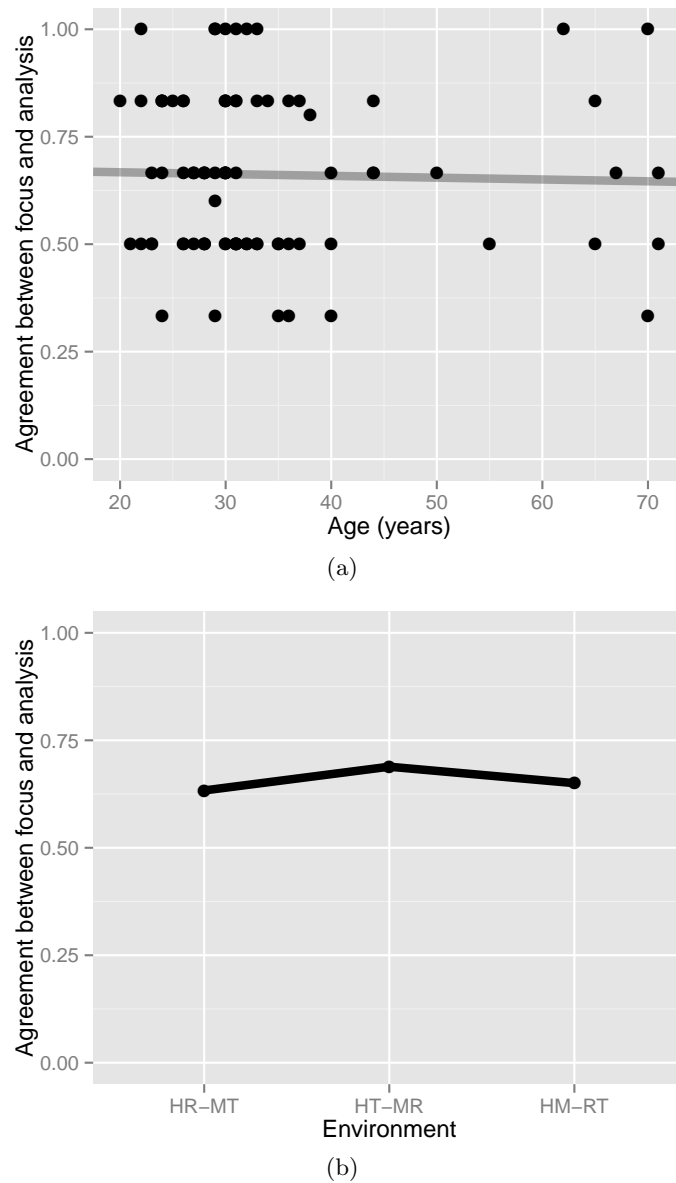 1.00
0.75
0.50
0.25
0.00
Agreement between focus and analysis
20 30 40 50 60 70
Age (years)
(a)
1.00
0.75
0.50
0.25
0.00
Agreement between focus and analysis
HR−MT HT−MR HM−RT
Environment
(b)